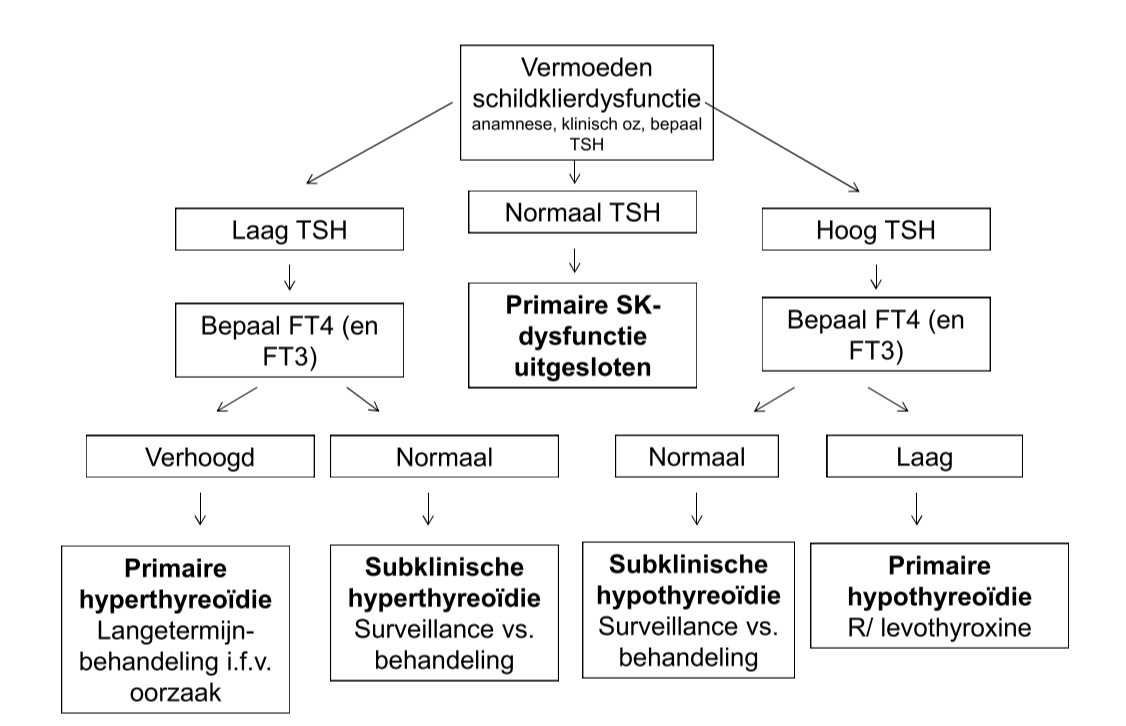 Vermoeden
schildklierdysfunctie
anamnese, klinisch oz, bepaal
TSH
Laag TSH
Normaal TSH
Hoog TSH
Bepaal FT4 (en
FT3)
Primaire SK-
dysfunctie
uitgesloten
Bepaal FT4 (en
FT3)
Verhoogd
Normaal
Normaal
Laag
Primaire
hyperthyreoïdie
Langetermijn-
behandeling i.f.v.
oorzaak
Subklinische
hyperthyreoïdie
Surveillance vs.
behandeling
Subklinische
hypothyreoïdie
Surveillance vs.
behandeling
Primaire
hypothyreoïdie
R/ levothyroxine